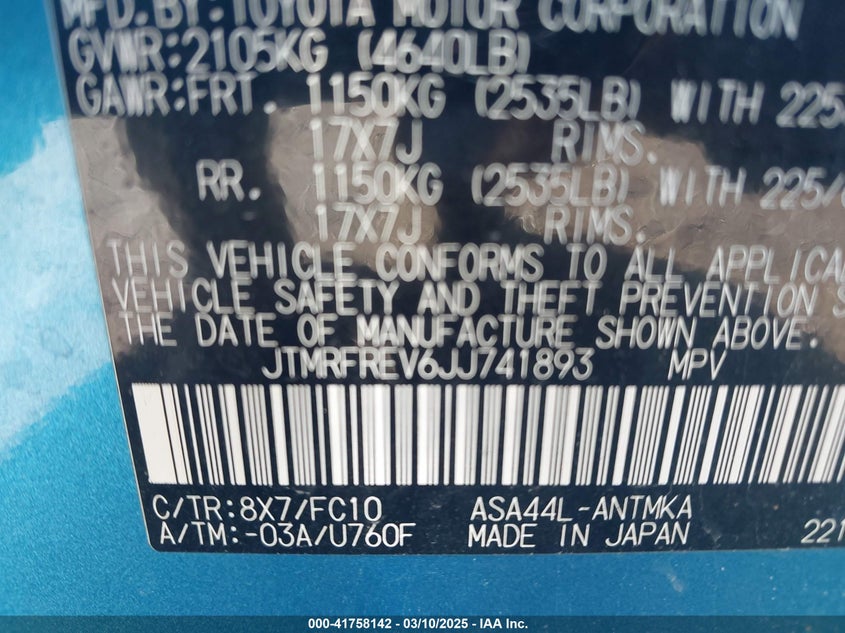 MFD.BY:TOYOTA MOTOR CORPORATION
GVWR:2105KG (4640LB)
GAWR:FRT. 1150KG (2535LB) WITH 225
17X7J RIMS.
RR. 1150KG (2535LB) WITH 225/
17X7J RIMS.
THIS VEHICLE CONFORMS TO ALL APPLICA
VEHICLE SAFETY AND THEFT PREVENTION S
THE DATE OF MANUFACTURE SHOWN ABOVE.
JTMRFREV6JJ741893 MPV
C/TR:8X7/FC10 ASA44L-ANTMKA
A/TM:-03A/U760F MADE IN JAPAN 221
000-41758142 - 03/10/2025 - IAA Inc.